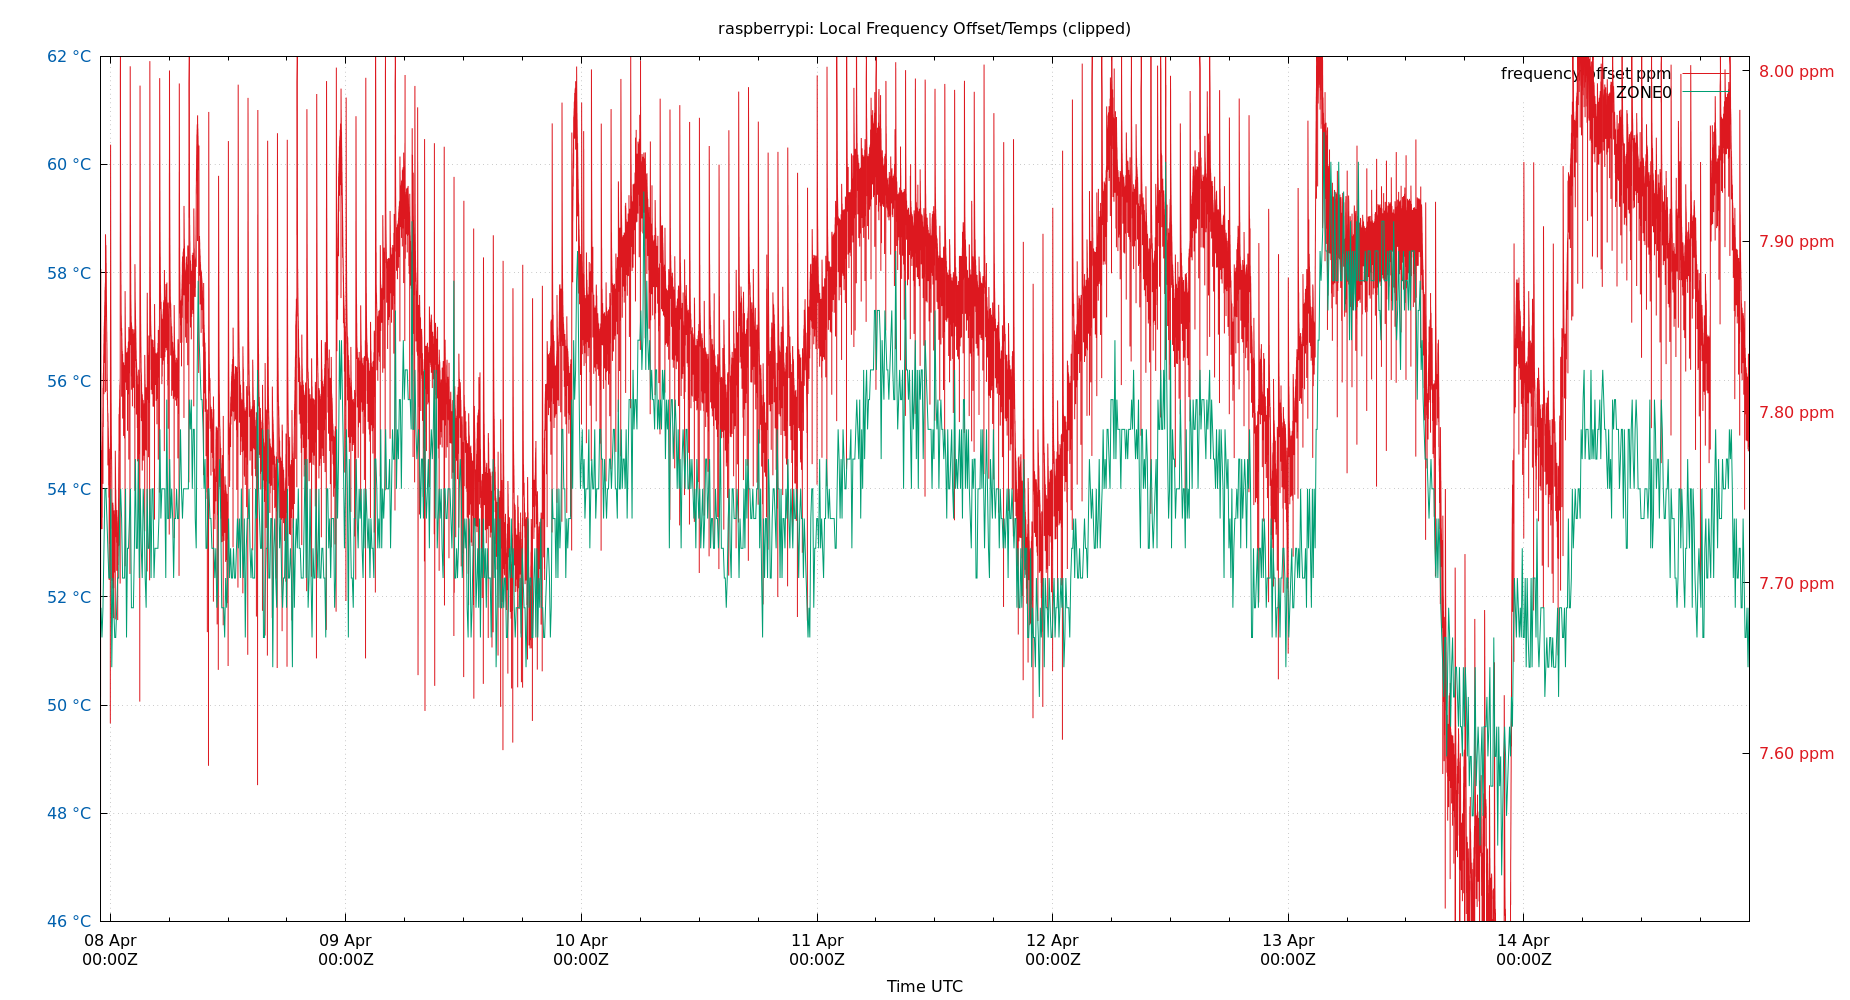 raspberrypi: Local Frequency Offset/Temps (clipped)
62 °C
60 °C
58 °C
56 °C
54 °C
52 °C
50 °C
48 °C
46 °C
frequency offset ppm
ZONE0
8.00 ppm
7.90 ppm
7.80 ppm
7.70 ppm
7.60 ppm
08 Apr
00:00Z
09 Apr
00:00Z
10 Apr
00:00Z
11 Apr
00:00Z
12 Apr
00:00Z
13 Apr
00:00Z
14 Apr
00:00Z
Time UTC